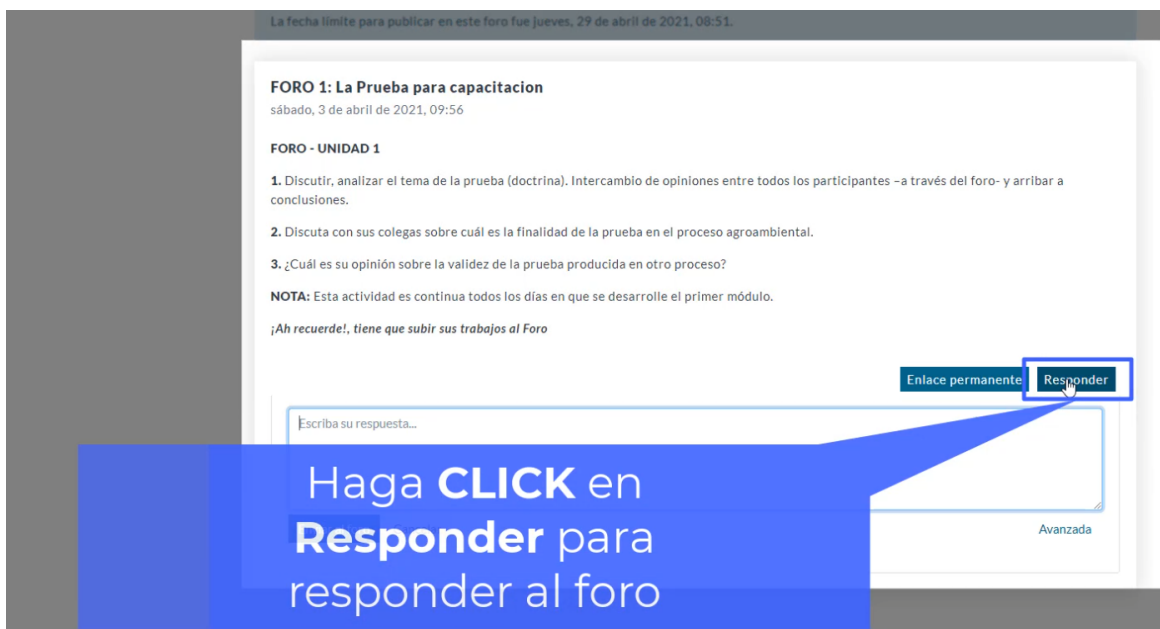 La fecha límite para publicar en este foro fue jueves, 29 de abril de 2021, 08:51.
FORO 1: La Prueba para capacitacion
sábado, 3 de abril de 2021, 09:56
FORO - UNIDAD 1
1. Discutir, analizar el tema de la prueba (doctrina). Intercambio de opiniones entre todos los participantes –a través del foro- y arribar a
conclusiones.
2. Discuta con sus colegas sobre cuál es la finalidad de la prueba en el proceso agroambiental.
3. ¿Cuál es su opinión sobre la validez de la prueba producida en otro proceso?
NOTA: Esta actividad es continua todos los días en que se desarrolle el primer módulo.
¡Ah recuerde!, tiene que subir sus trabajos al Foro
Enlace permanente Responder
Escriba su respuesta...
Haga CLICK en
Responder para
responder al foro
Avanzada